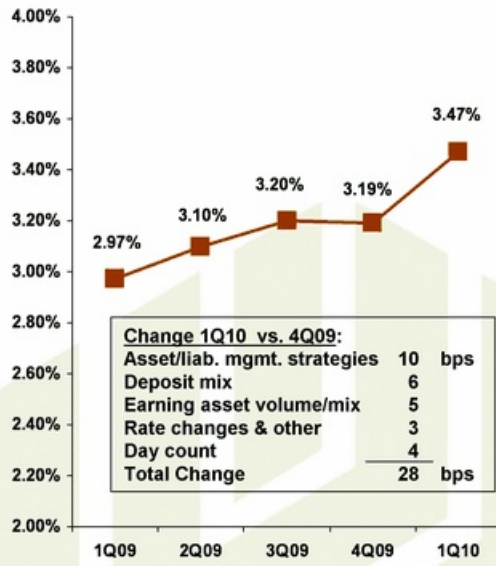 4.00%
3.80%
3.60%
3.47%
3.40%
3.20%
3.19%
3.20%
3.10%
2.97%
3.00%
2.80%
Change 1Q10 vs. 4Q09:
Asset/liab. mgmt. strategies 10 bps
2.60%
Deposit mix 6
Earning asset volume/mix 5
2.40%
Rate changes & other 3
Day count 4
2.20%
Total Change 28 bps
2.00%
1Q09 2Q09 3Q09 4Q09 1Q10